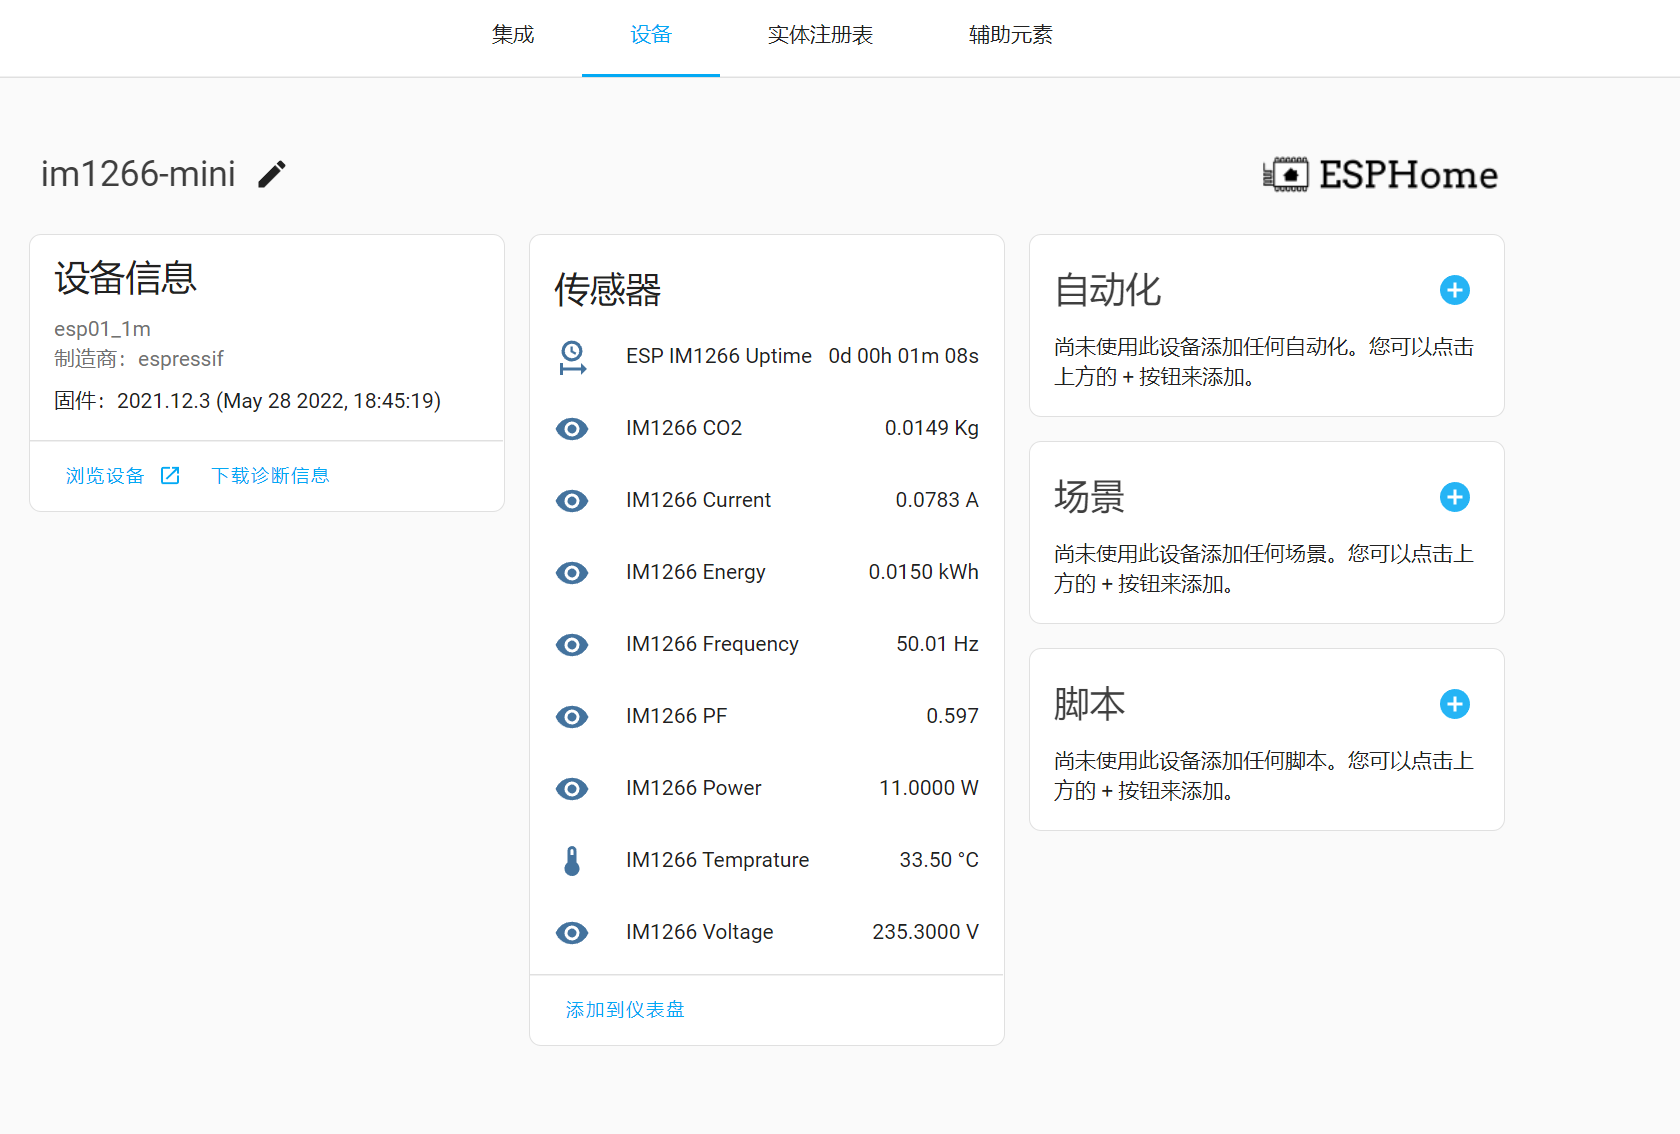 集成
设备
实体注册表
辅助元素
im1266-mini
ESPHome
设备信息
esp01_1m
制造商：espressif
固件：2021.12.3 (May 28 2022, 18:45:19)
浏览设备
下载诊断信息
传感器
ESP IM1266 Uptime 0d 00h 01m 08s
IM1266 CO2 0.0149 Kg
IM1266 Current 0.0783 A
IM1266 Energy 0.0150 kWh
IM1266 Frequency 50.01 Hz
IM1266 PF 0.597
IM1266 Power 11.0000 W
IM1266 Temprature 33.50 °C
IM1266 Voltage 235.3000 V
添加到仪表盘
自动化
尚未使用此设备添加任何自动化。您可以点击
上方的 + 按钮来添加。
场景
尚未使用此设备添加任何场景。您可以点击上
方的 + 按钮来添加。
脚本
尚未使用此设备添加任何脚本。您可以点击上
方的 + 按钮来添加。